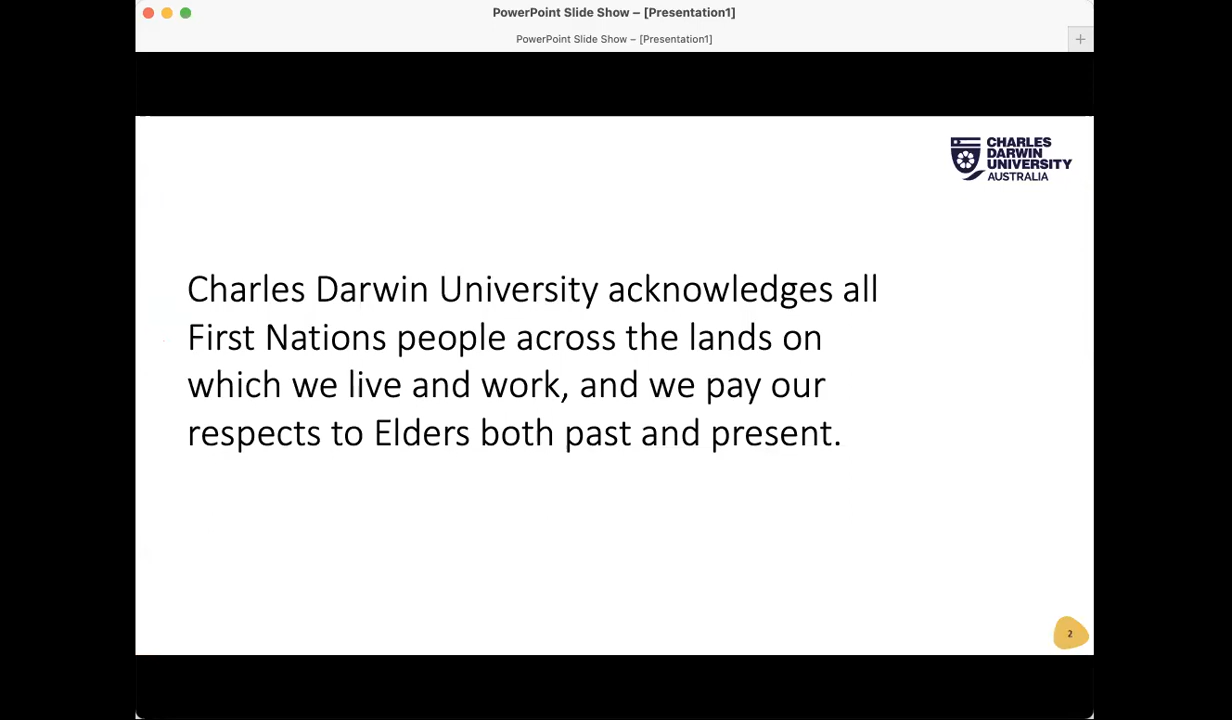 PowerPoint Slide Show – [Presentation1]
PowerPoint Slide Show – [Presentation1]
CHARLES
DARWIN
UNIVERSITY
AUSTRALIA
Charles Darwin University acknowledges all
First Nations people across the lands on
which we live and work, and we pay our
respects to Elders both past and present.
2